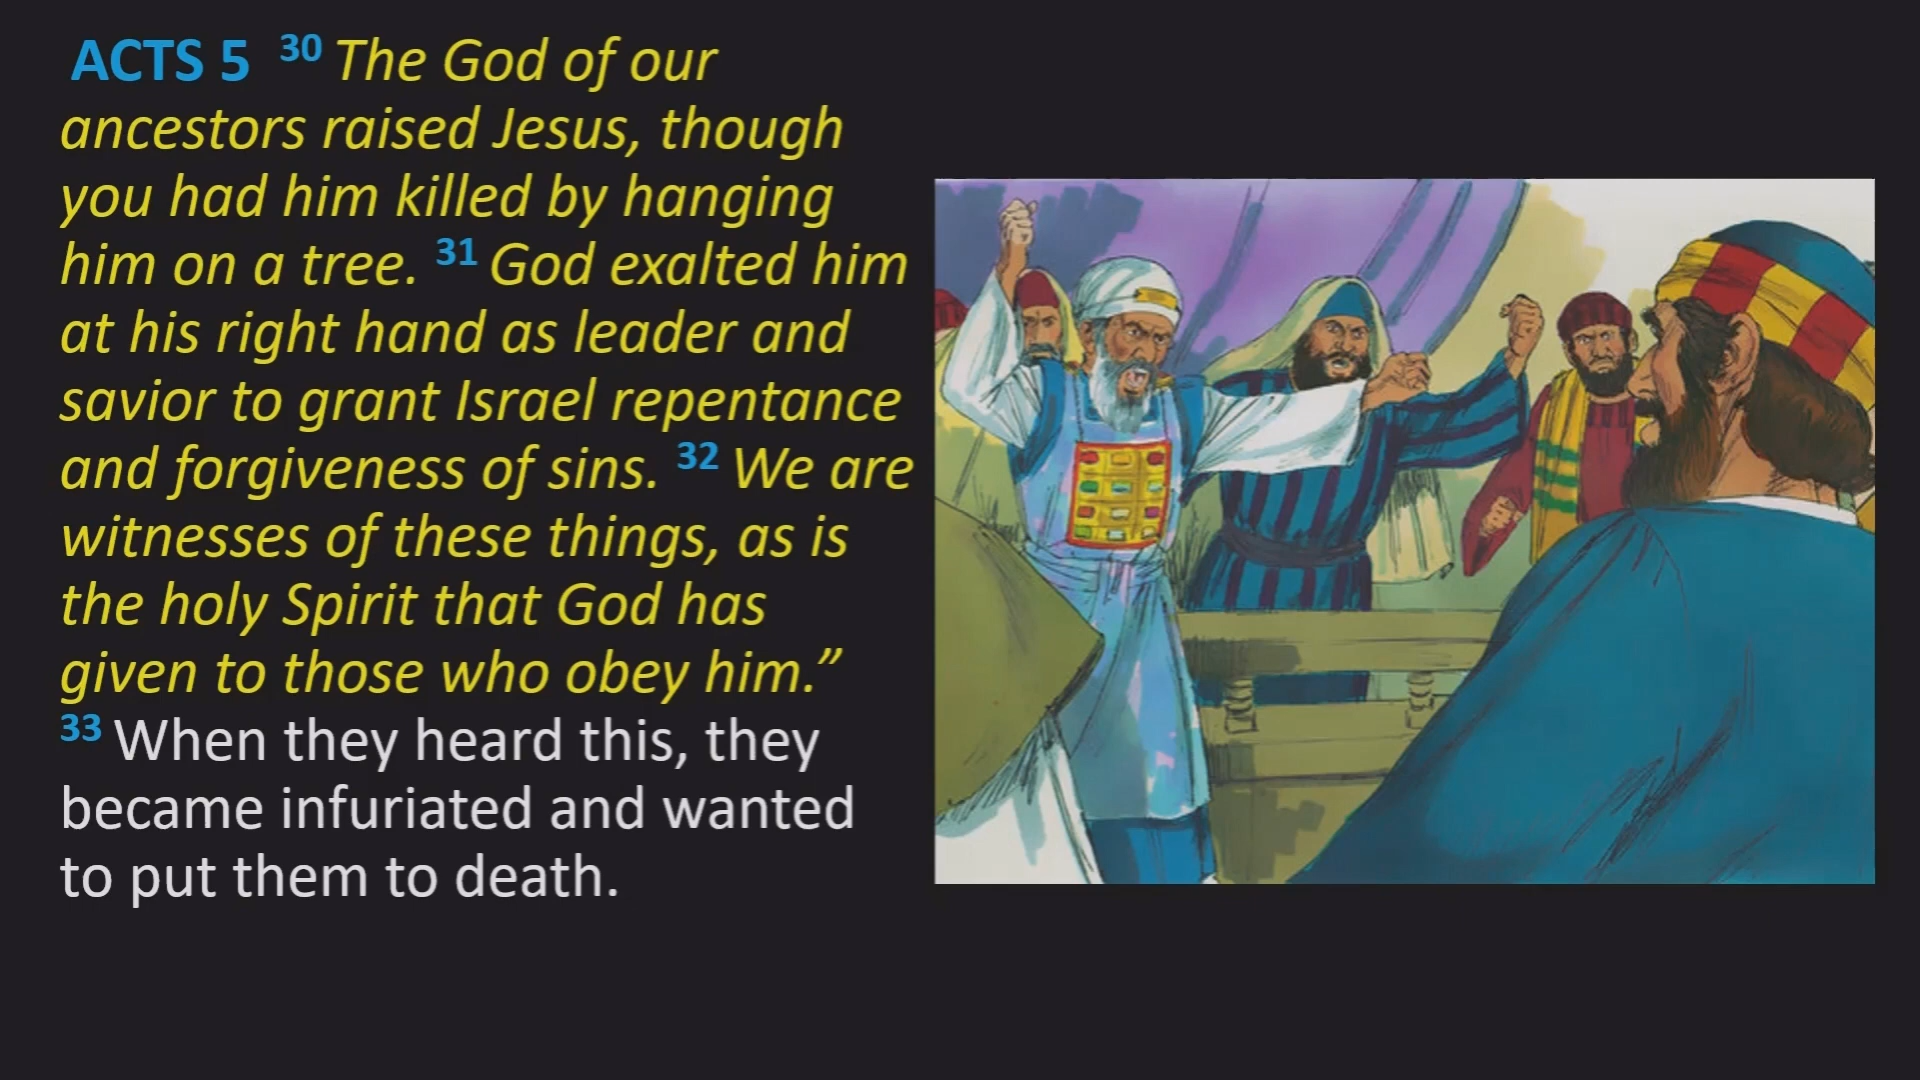 ACTS 5 30 The God of our
ancestors raised Jesus, though
you had him killed by hanging
him on a tree. 31 God exalted him
at his right hand as leader and
savior to grant Israel repentance
and forgiveness of sins. 32 We are
witnesses of these things, as is
the holy Spirit that God has
given to those who obey him.”
33 When they heard this, they
became infuriated and wanted
to put them to death.